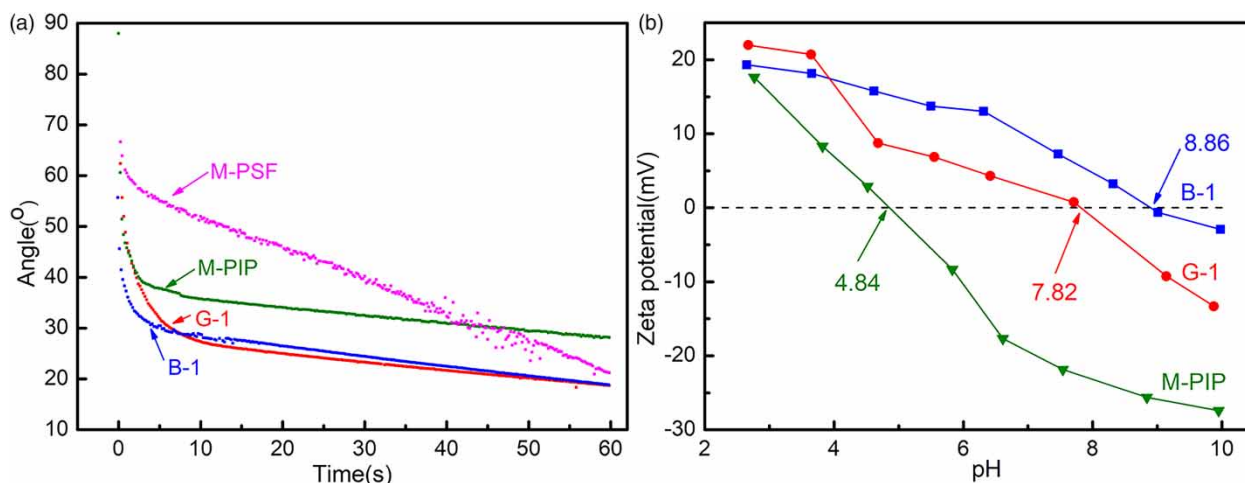 (a)
90
80
70
60
50
40
30
20
10
Angle(°)
M-PSF
M-PIP
G-1
B-1
0 10 20 30 40 50 60
Time(s)
(b)
20
10
0
-10
-20
-30
Zeta potential(mV)
8.86
B-1
4.84
7.82
G-1
M-PIP
2 4 6 8 10
pH